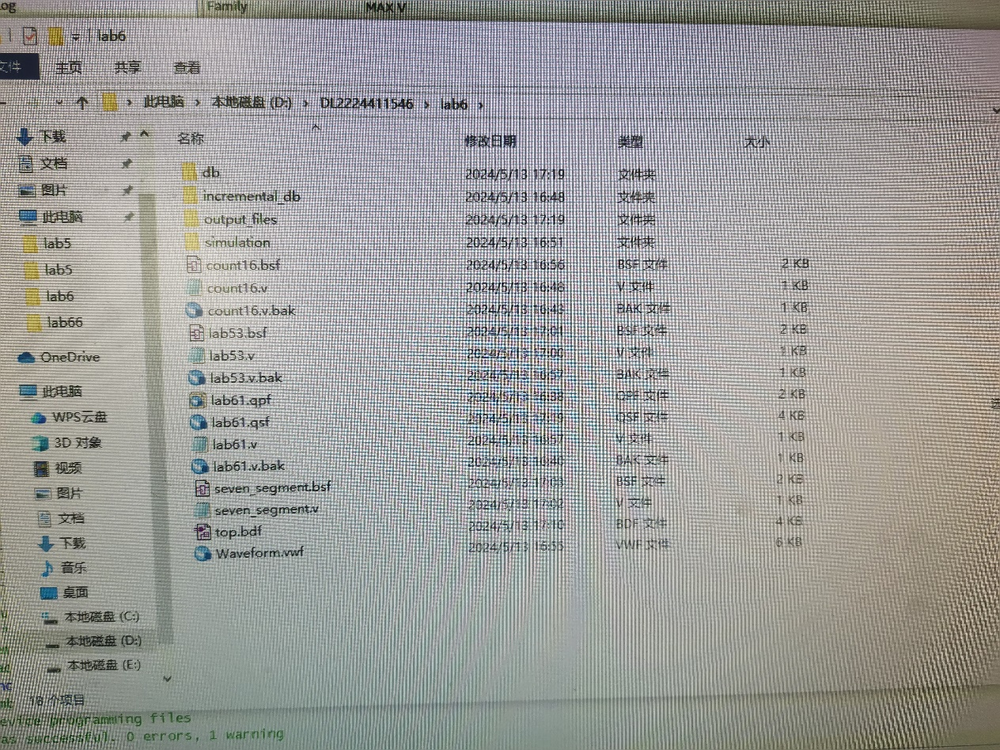 og Family MAX V
lab6
文件 主页 共享 查看
此电脑 › 本地磁盘 (D:) › DL2224411546 › lab6 ›
名称 修改日期 类型 大小
下载
文档
图片
此电脑
lab5
lab5
lab6
lab66
OneDrive
此电脑
WPS云盘
3D 对象
视频
图片
文档
下载
音乐
桌面
本地磁盘 (C:)
本地磁盘 (D:)
本地磁盘 (E:)
db 2024/5/13 17:19 文件夹
incremental_db 2024/5/13 16:48 文件夹
output_files 2024/5/13 17:19 文件夹
simulation 2024/5/13 16:51 文件夹
count16.bsf 2024/5/13 16:56 BSF 文件 2 KB
count16.v 2024/5/13 16:48 V 文件 1 KB
count16.v.bak 2024/5/13 16:43 BAK 文件 1 KB
lab53.bsf 2024/5/13 17:01 BSF 文件 2 KB
lab53.v 2024/5/13 17:00 V 文件 1 KB
lab53.v.bak 2024/5/13 16:57 BAK 文件 1 KB
lab61.qpf 2024/5/13 16:38 QPF 文件 2 KB
lab61.qsf 2024/5/13 17:19 QSF 文件 4 KB
lab61.v 2024/5/13 16:57 V 文件 1 KB
lab61.v.bak 2024/5/13 16:40 BAK 文件 1 KB
seven_segment.bsf 2024/5/13 17:03 BSF 文件 2 KB
seven_segment.v 2024/5/13 17:02 V 文件 1 KB
top.bdf 2024/5/13 17:10 BDF 文件 4 KB
Waveform.vwf 2024/5/13 16:55 VWF 文件 6 KB
18 个项目
evice programming files
as successful. 0 errors, 1 warning